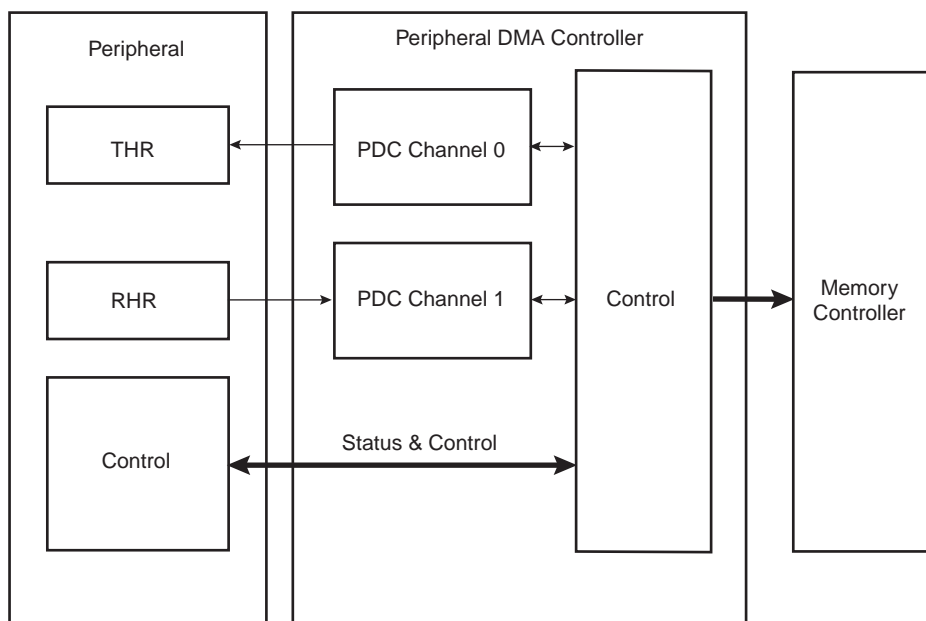 Peripheral
Peripheral DMA Controller
THR
PDC Channel 0
RHR
PDC Channel 1
Control
Memory
Controller
Status & Control
Control